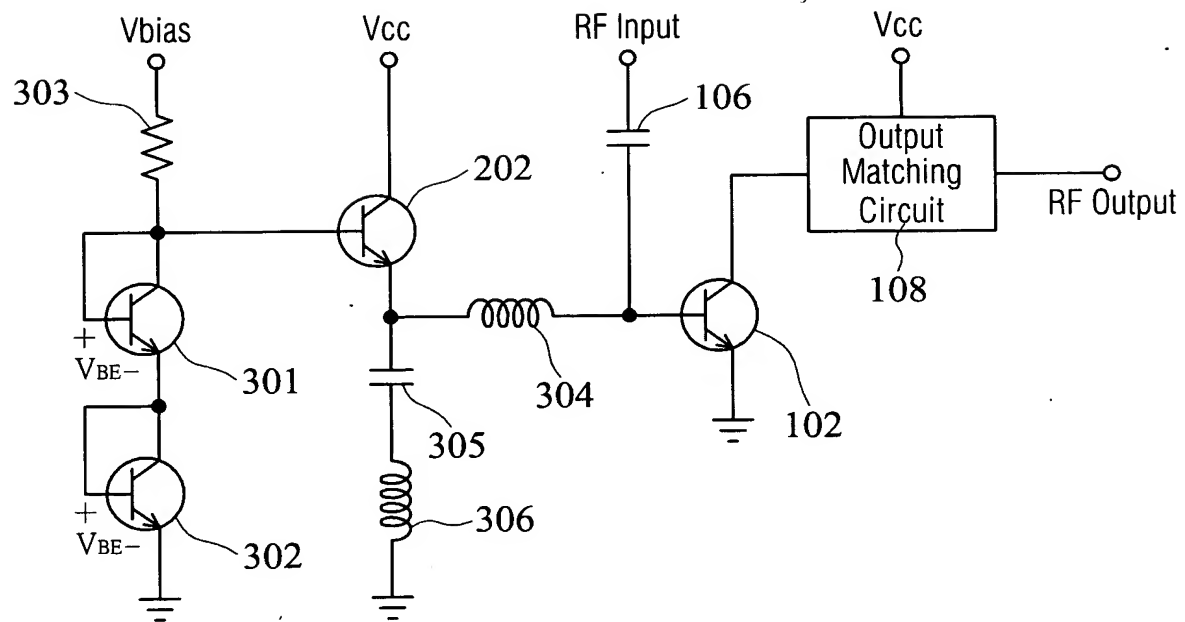 Vbias
Vcc
RF Input
Vcc
303
106
Output
Matching
Circuit
202
RF Output
108
+
VBE−
301
304
102
305
+
VBE−
302
306